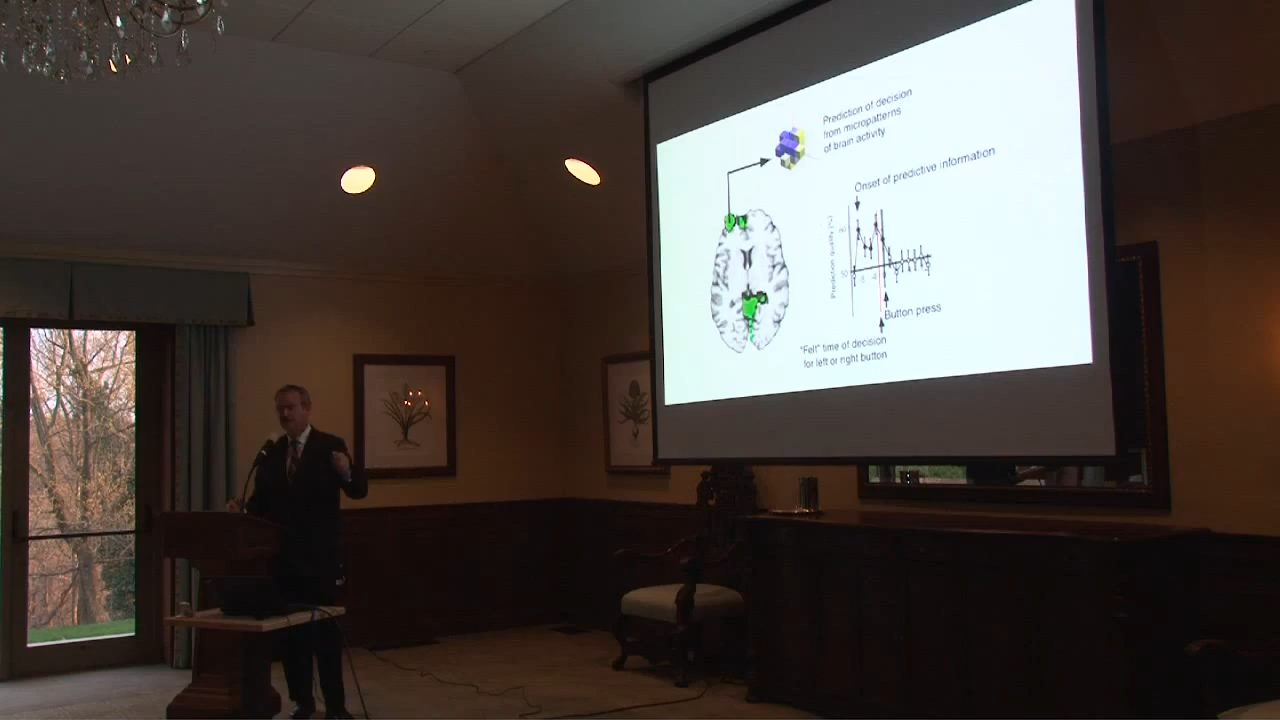 Prediction of decision
from micropatterns
of brain activity
Onset of predictive information
Prediction quality [%]
60
50
Button press
"Felt" time of decision
for left or right button